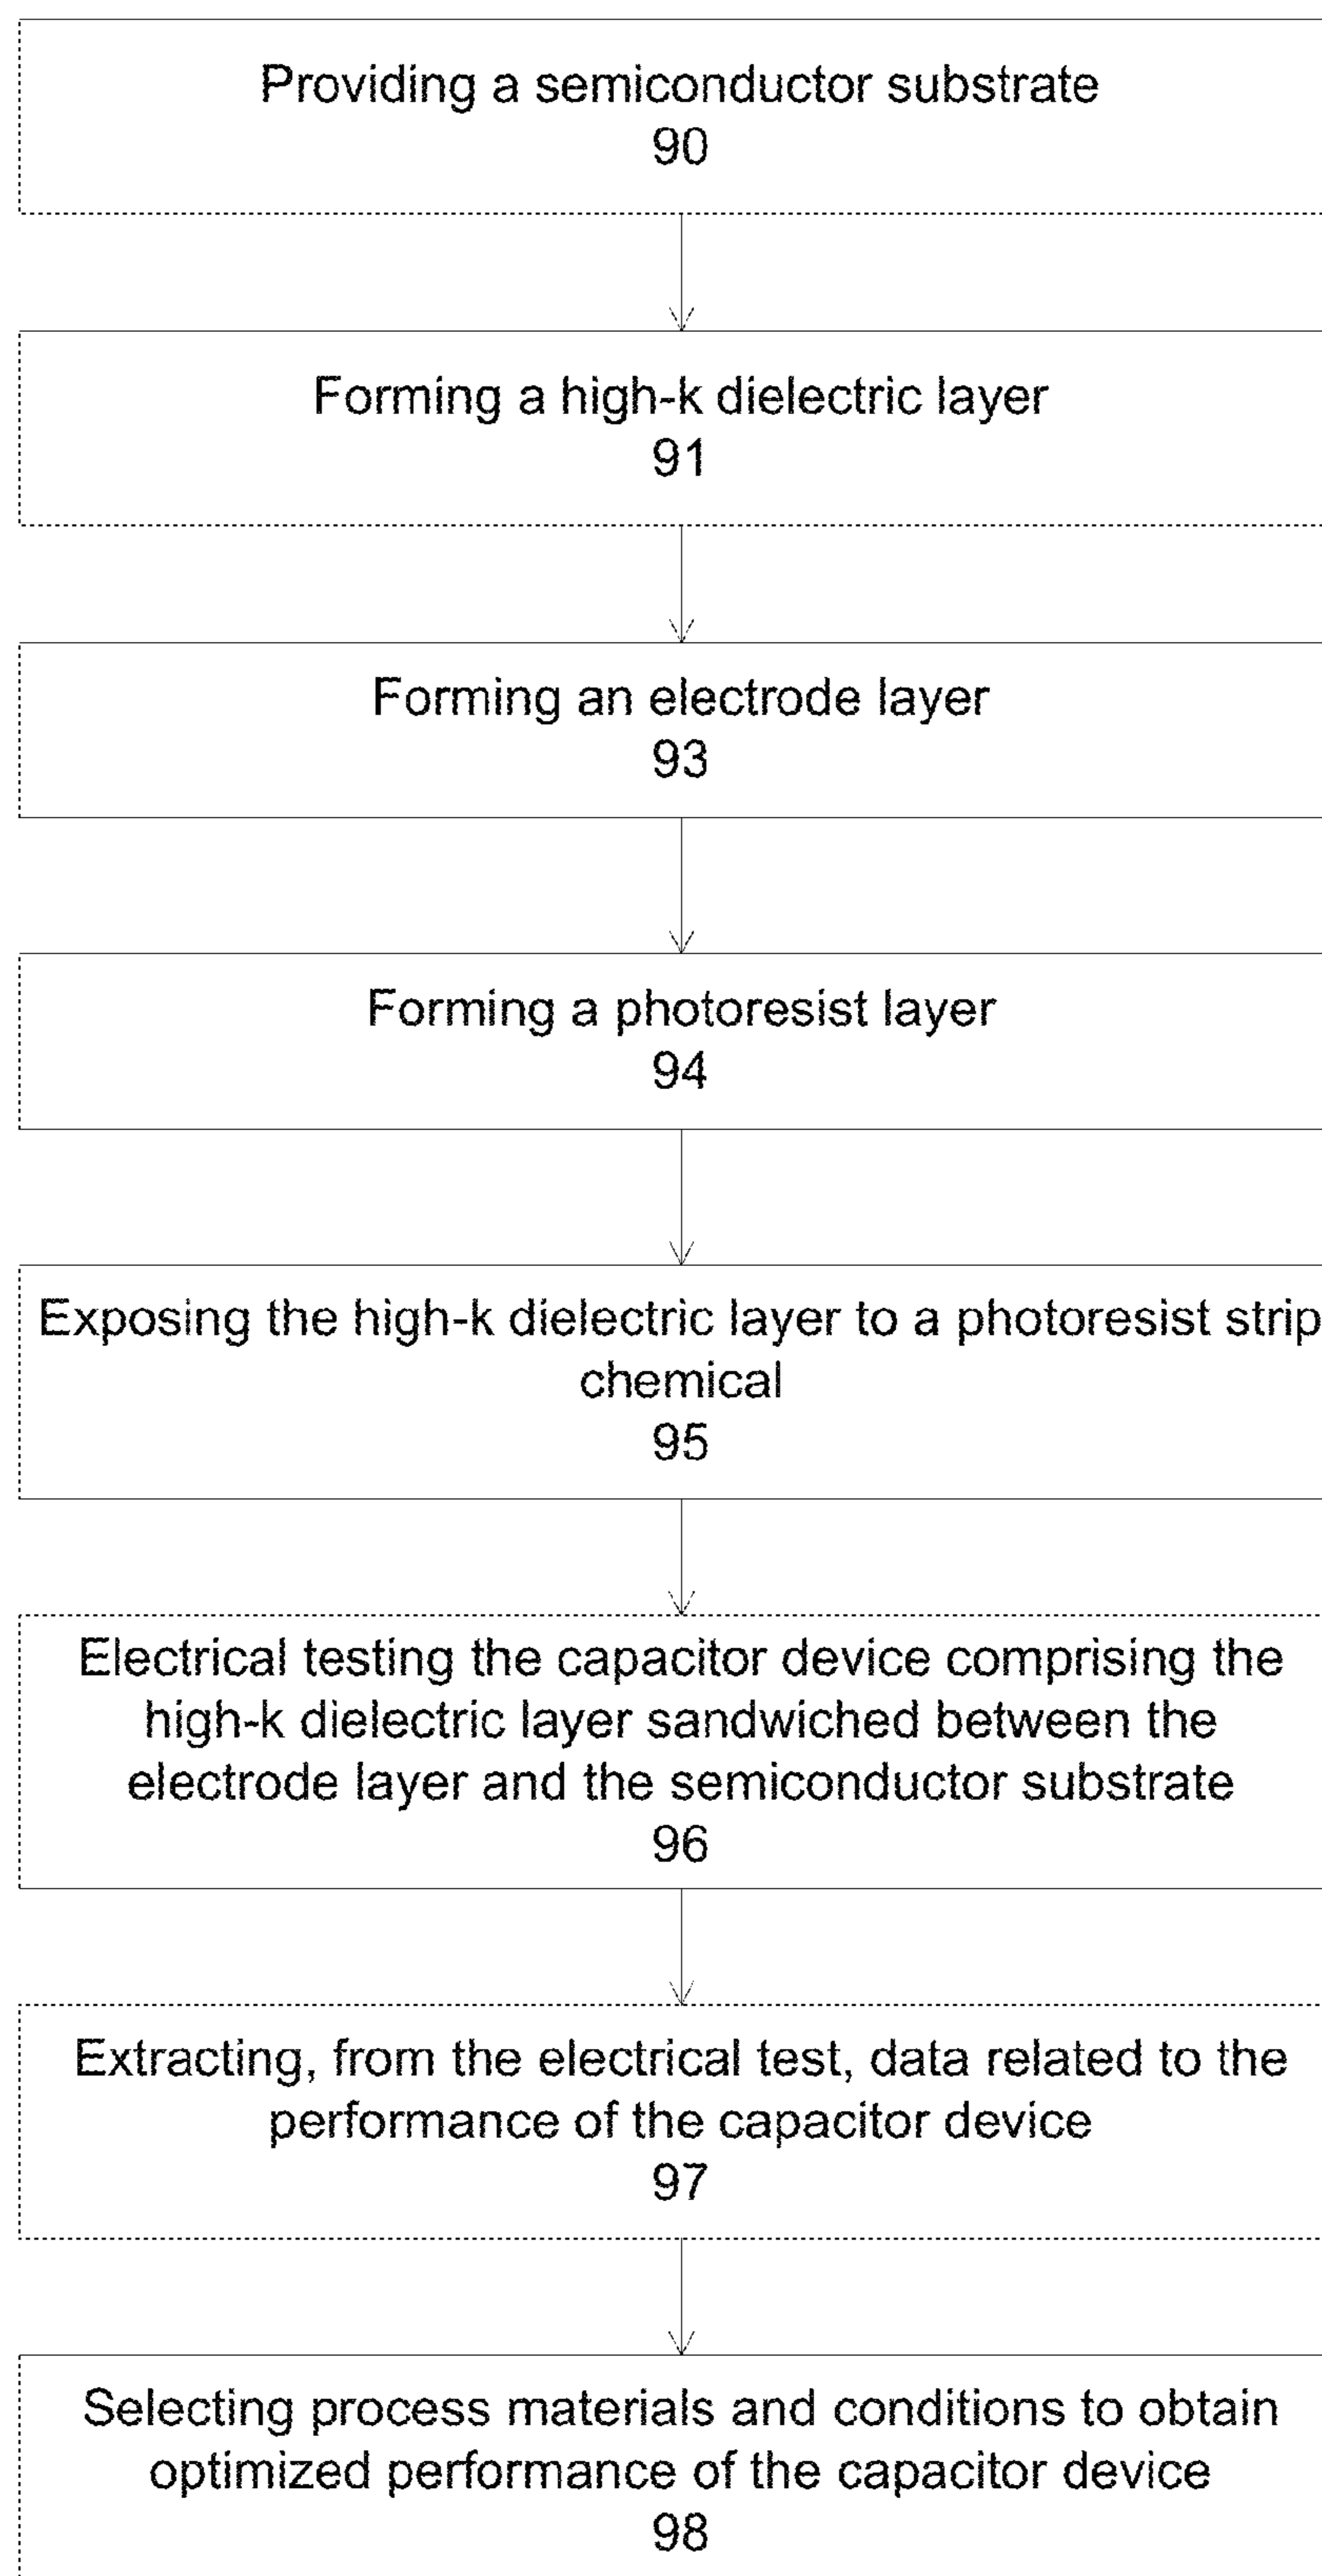 Providing a semiconductor substrate
90
Forming a high-k dielectric layer
91
Forming an electrode layer
93
Forming a photoresist layer
94
Exposing the high-k dielectric layer to a photoresist strip
chemical
95
Electrical testing the capacitor device comprising the
high-k dielectric layer sandwiched between the
electrode layer and the semiconductor substrate
96
Extracting, from the electrical test, data related to the
performance of the capacitor device
97
Selecting process materials and conditions to obtain
optimized performance of the capacitor device
98